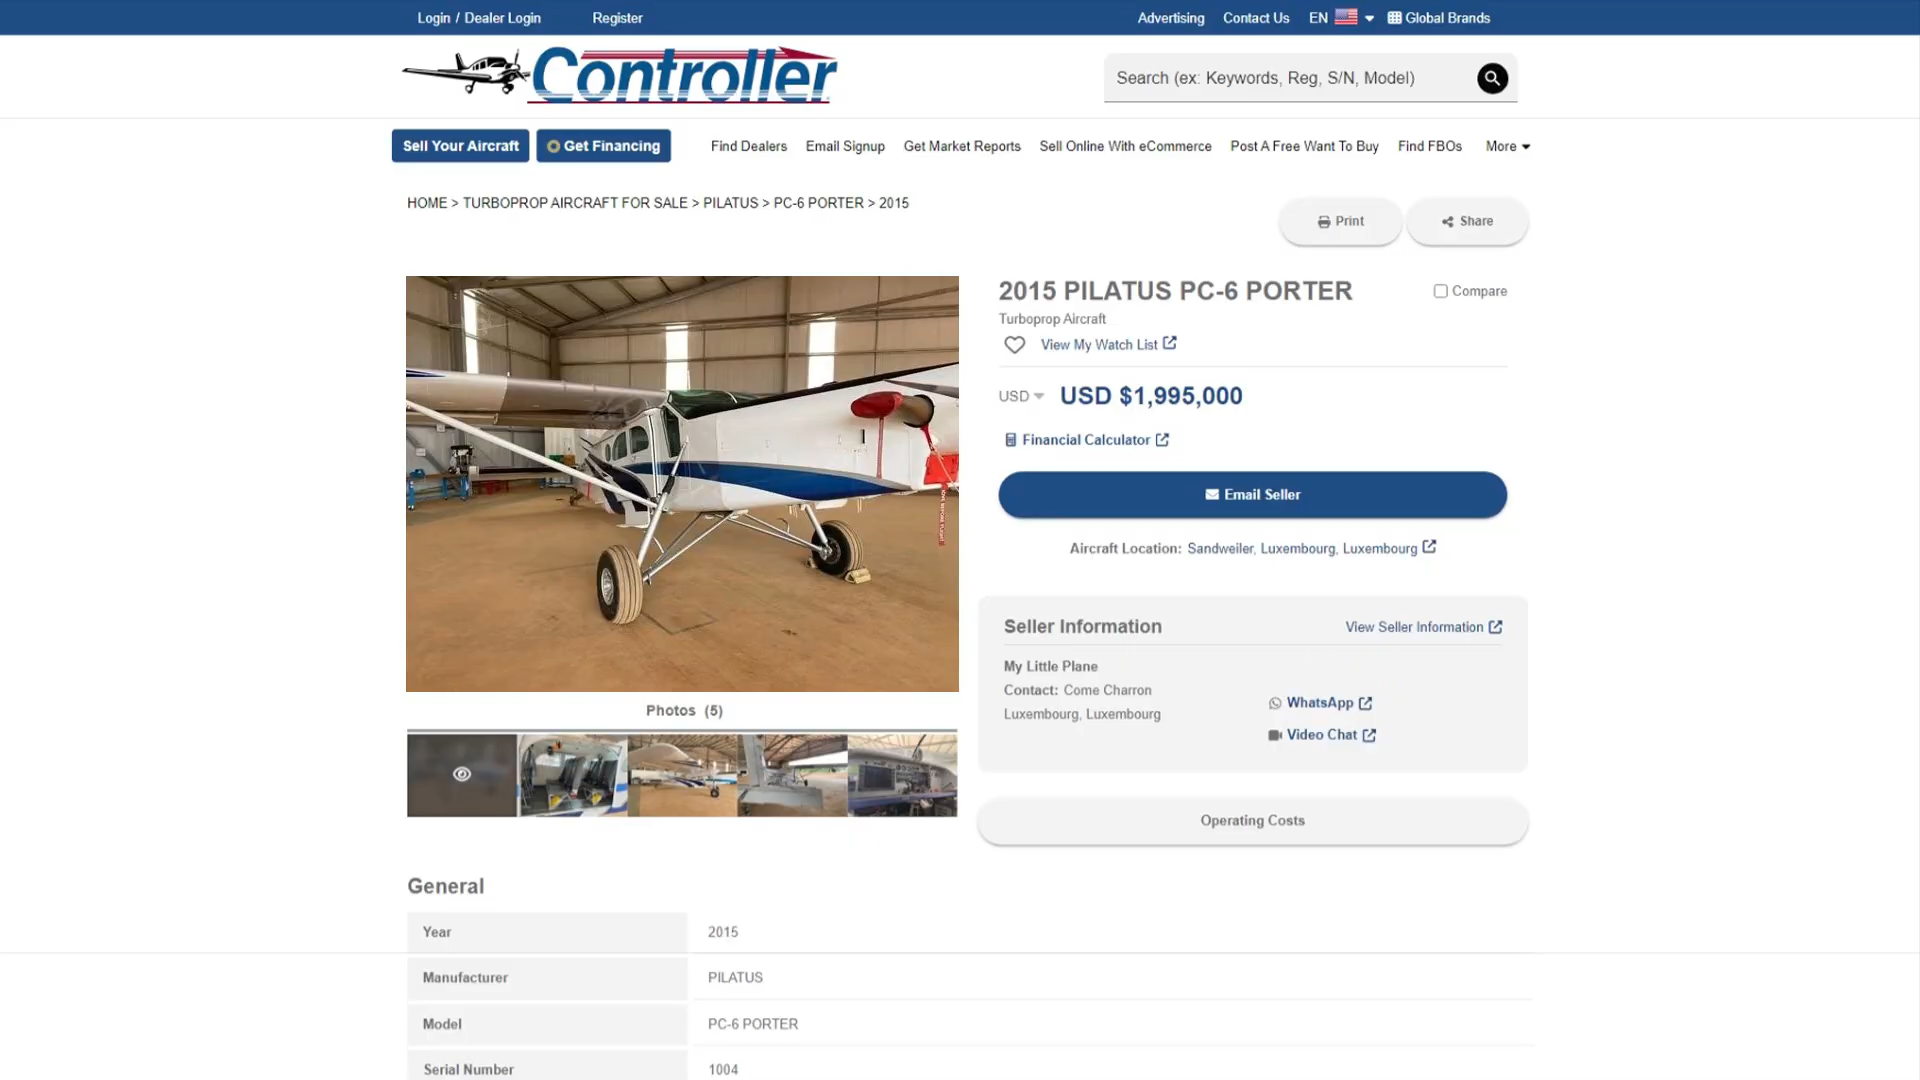 Login / Dealer Login
Register
Advertising
Contact Us
EN
Global Brands
Controller
Search (ex: Keywords, Reg, S/N, Model)
Sell Your Aircraft
Get Financing
Find Dealers
Email Signup
Get Market Reports
Sell Online With eCommerce
Post A Free Want To Buy
Find FBOs
More
HOME > TURBOPROP AIRCRAFT FOR SALE > PILATUS > PC-6 PORTER > 2015
Print
Share
2015 PILATUS PC-6 PORTER
Compare
Turboprop Aircraft
View My Watch List
USD
USD $1,995,000
Financial Calculator
Email Seller
Aircraft Location: Sandweiler, Luxembourg, Luxembourg
Seller Information
View Seller Information
My Little Plane
Contact: Come Charron
Luxembourg, Luxembourg
WhatsApp
Video Chat
Photos (5)
Operating Costs
General
Year 2015
Manufacturer PILATUS
Model PC-6 PORTER
Serial Number 1004